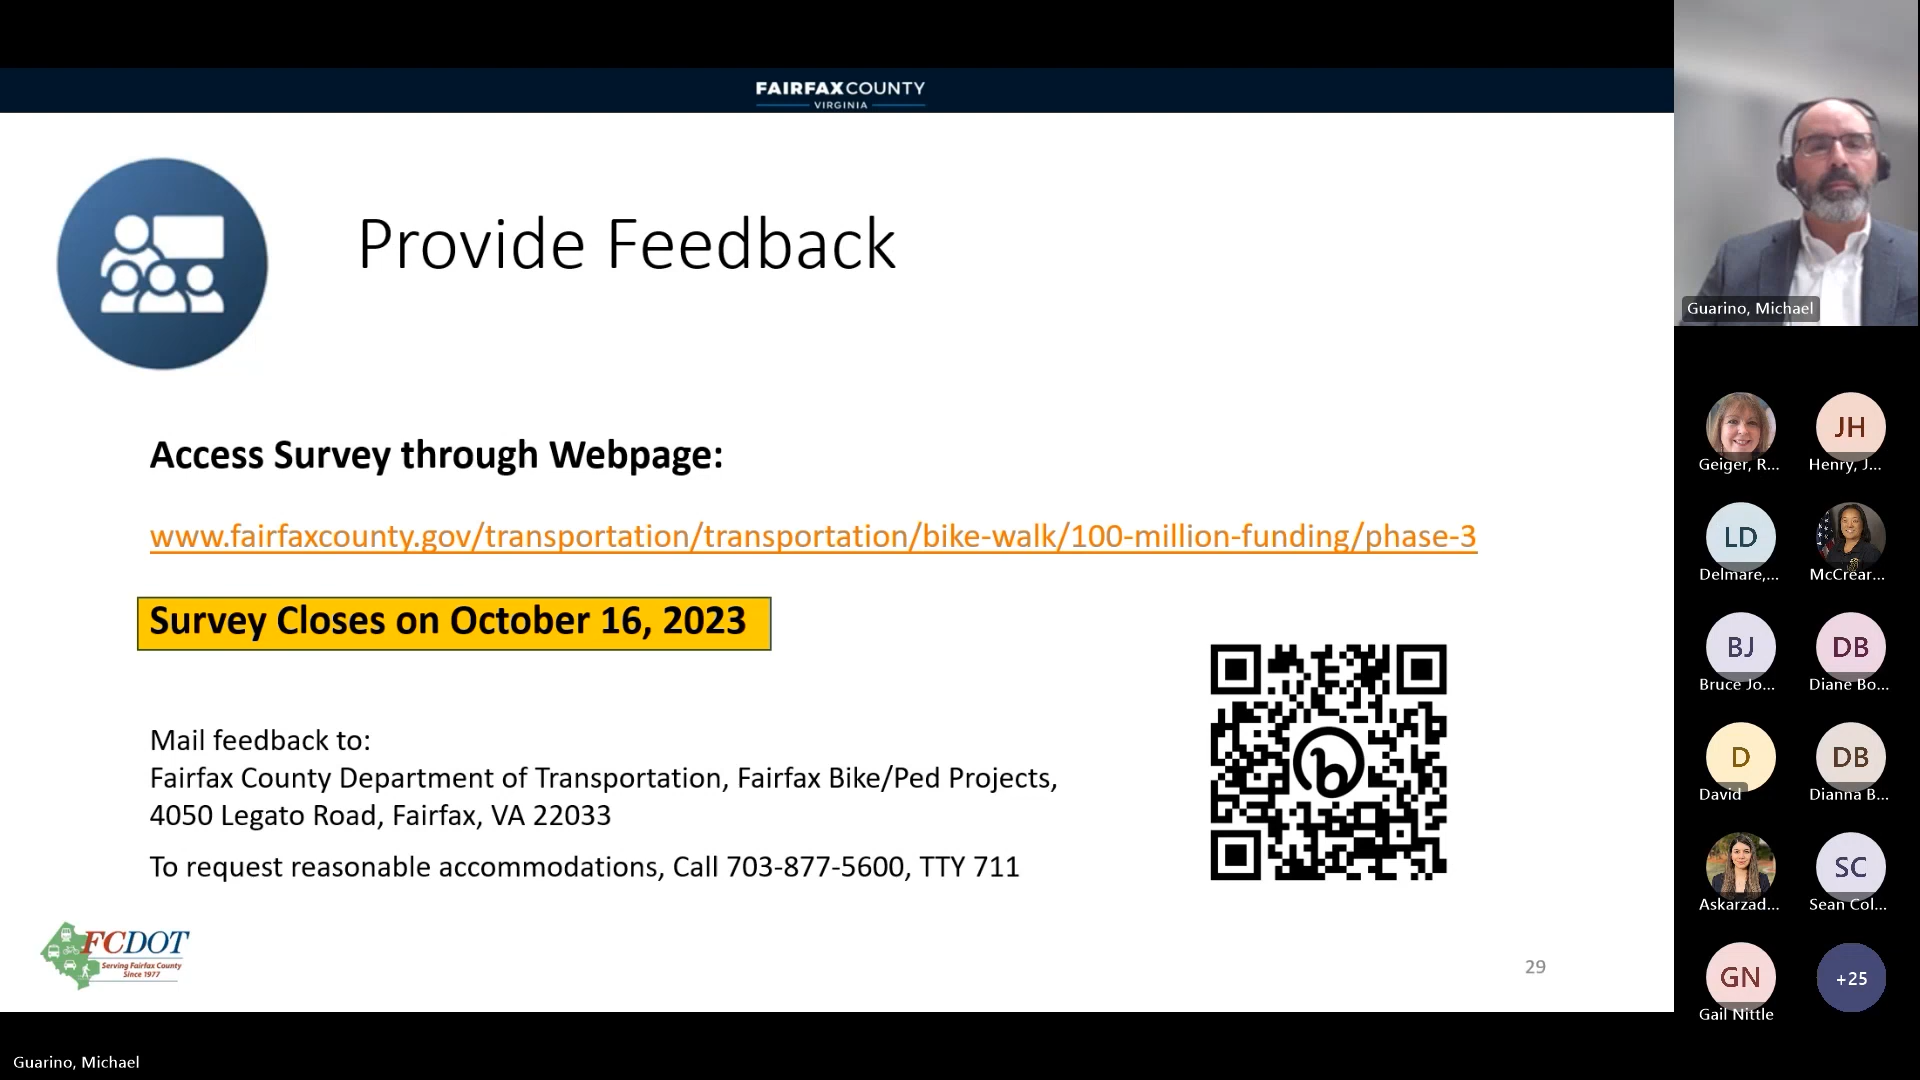 FAIRFAX COUNTY
VIRGINIA
Provide Feedback
Access Survey through Webpage:
www.fairfaxcounty.gov/transportation/transportation/bike-walk/100-million-funding/phase-3
Survey Closes on October 16, 2023
Mail feedback to:
Fairfax County Department of Transportation, Fairfax Bike/Ped Projects,
4050 Legato Road, Fairfax, VA 22033
To request reasonable accommodations, Call 703-877-5600, TTY 711
b
FCDOT
Serving Fairfax County
Since 1977
29
Guarino, Michael
Geiger, R...
JH
Henry, J...
LD
Delmare,...
McCrear...
BJ
Bruce Jo...
DB
Diane Bo...
D
David
DB
Dianna B...
Askarzad...
SC
Sean Col...
GN
Gail Nittle
+25
Guarino, Michael